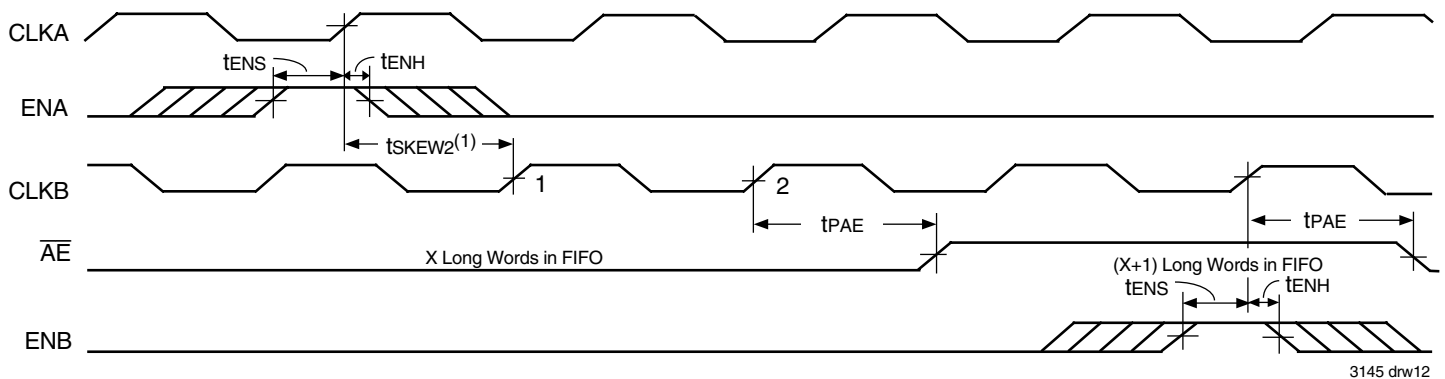 CLKA
tENS
tENH
ENA
tSKEW2(1)
CLKB
1
2
tPAE
tPAE
AE
X Long Words in FIFO
(X+1) Long Words in FIFO
tENS
tENH
ENB
3145 drw12